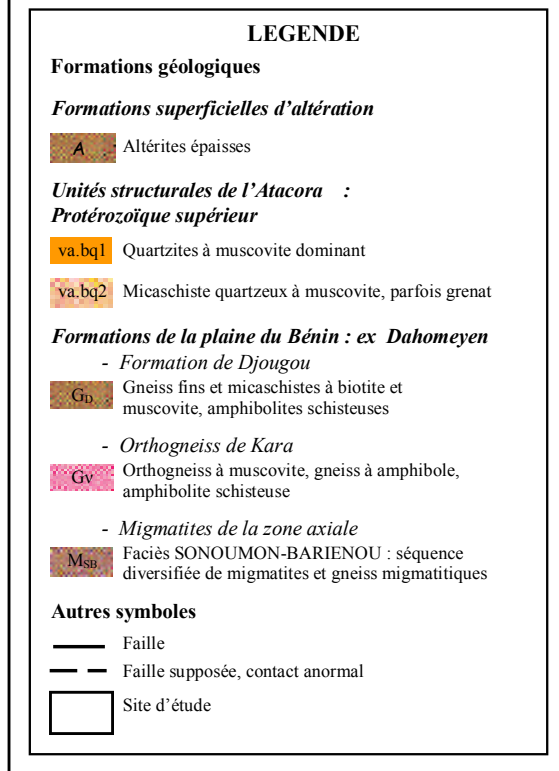 LEGENDE
Formations géologiques
Formations superficielles d'altération
A Altérites épaisses
Unités structurales de l'Atacora :
Protérozoïque supérieur
va.bq1 Quartzites à muscovite dominant
va.bq2 Micaschiste quartzeux à muscovite, parfois grenat
Formations de la plaine du Bénin : ex Dahomeyen
- Formation de Djougou
GD Gneiss fins et micaschistes à biotite et
muscovite, amphibolites schisteuses
- Orthogneiss de Kara
Gv Orthogneiss à muscovite, gneiss à amphibole,
amphibolite schisteuse
- Migmatites de la zone axiale
MSB Faciès SONOUMON-BARIENOU : séquence
diversifiée de migmatites et gneiss migmatitiques
Autres symboles
Faille
Faille supposée, contact anormal
Site d'étude